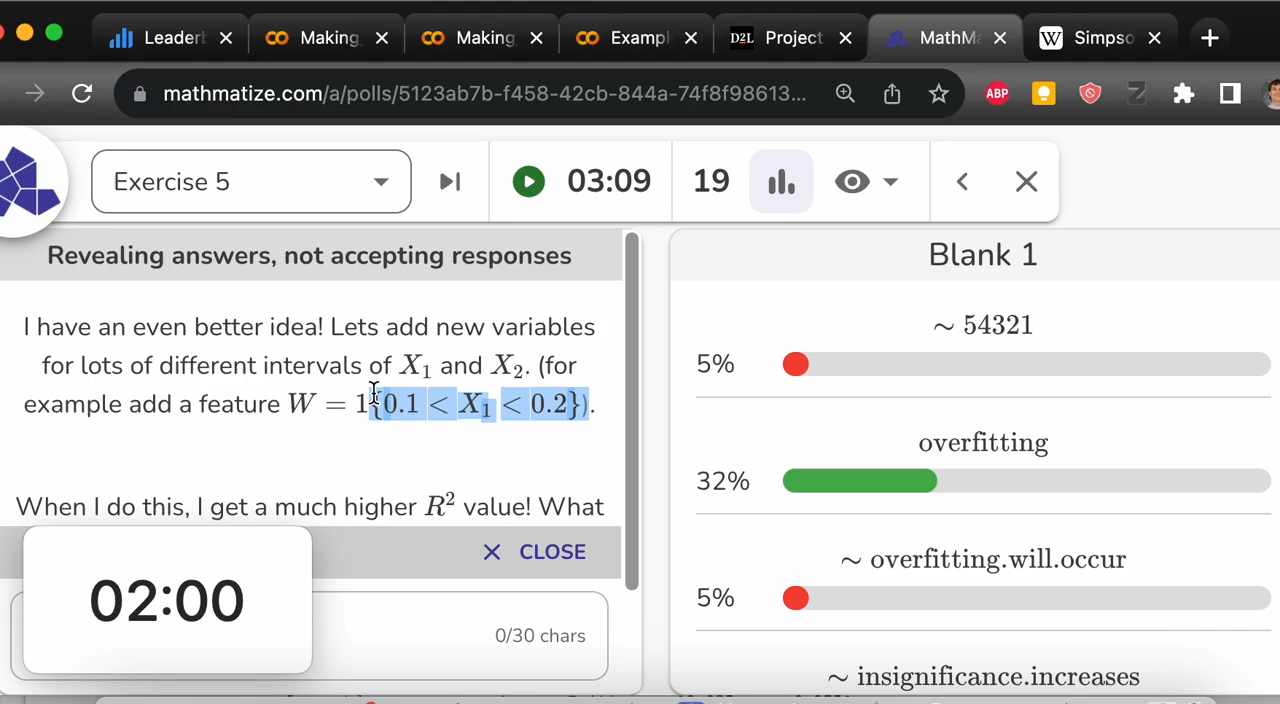 Leader
Making
Making
Exampl
D2L Project
MathMa
W Simpso
mathmatize.com/a/polls/5123ab7b-f458-42cb-844a-74f8f98613...
ABP
Exercise 5
03:09
19
Revealing answers, not accepting responses
I have an even better idea! Lets add new variables
for lots of different intervals of X₁ and X₂. (for
example add a feature W = 1{0.1 < X₁ < 0.2}).
When I do this, I get a much higher R² value! What
CLOSE
02:00
0/30 chars
Blank 1
~ 54321
5%
overfitting
32%
~ overfitting.will.occur
5%
~ insignificance.increases